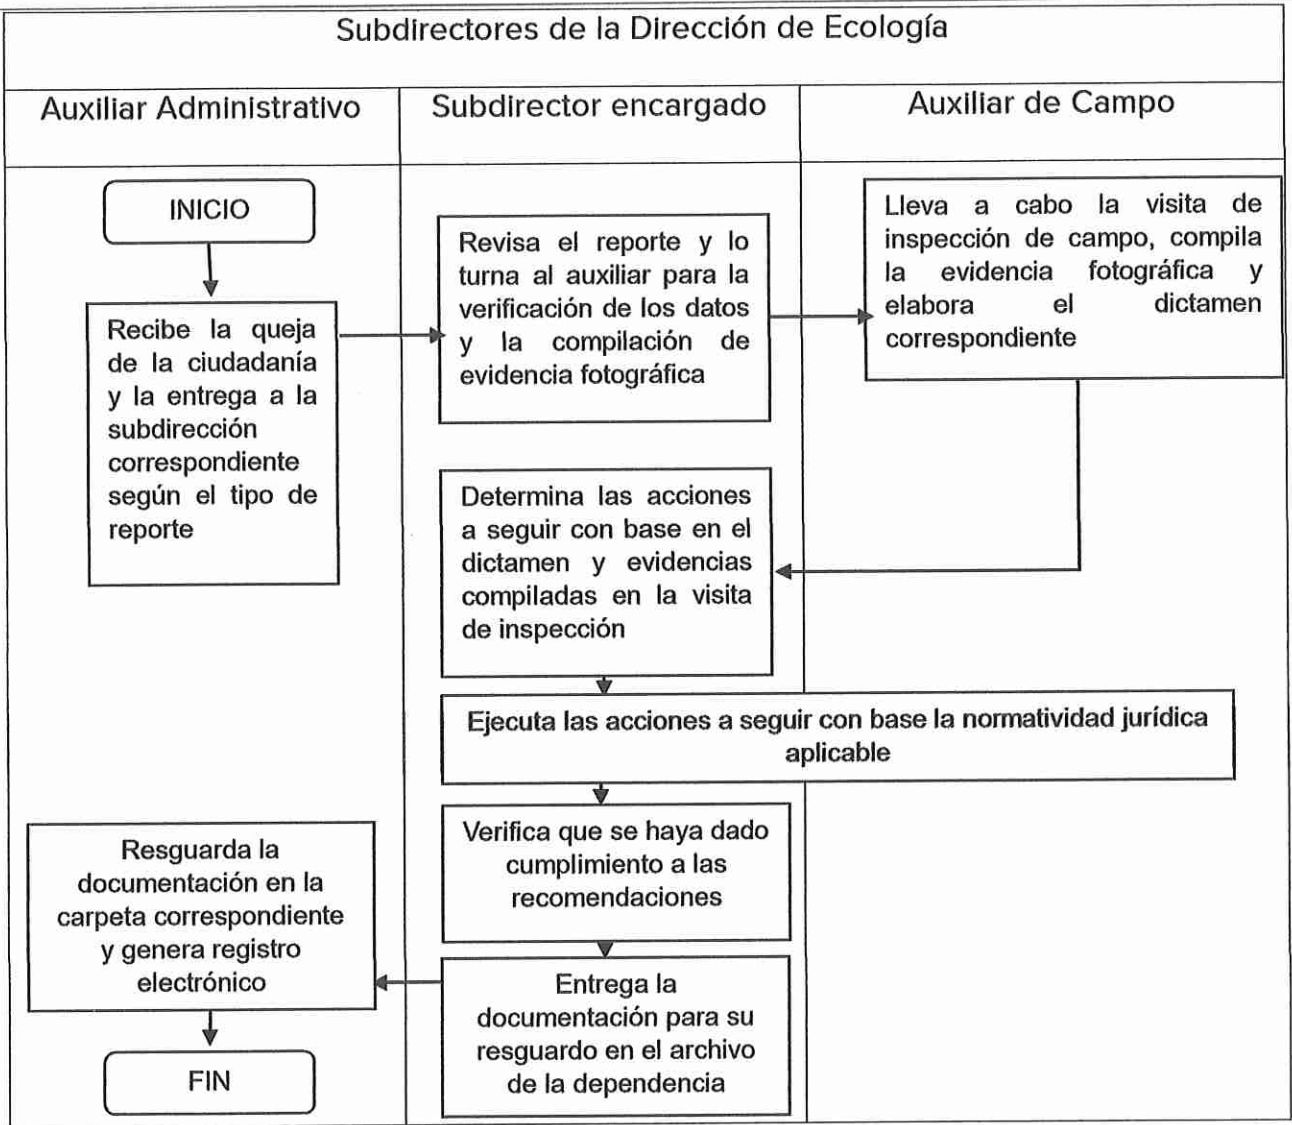 Subdirectores de la Dirección de Ecología
Auxiliar Administrativo
Subdirector encargado
Auxiliar de Campo
INICIO
Recibe la queja
de la ciudadanía
y la entrega a la
subdirección
correspondiente
según el tipo de
reporte
Revisa el reporte y lo
turna al auxiliar para la
verificación de los datos
y la compilación de
evidencia fotográfica
Lleva a cabo la visita de
inspección de campo, compila
la evidencia fotográfica y
elabora el dictamen
correspondiente
Determina las acciones
a seguir con base en el
dictamen y evidencias
compiladas en la visita
de inspección
Ejecuta las acciones a seguir con base la normatividad jurídica
aplicable
Verifica que se haya dado
cumplimiento a las
recomendaciones
Entrega la
documentación para su
resguardo en el archivo
de la dependencia
Resguarda la
documentación en la
carpeta correspondiente
y genera registro
electrónico
FIN